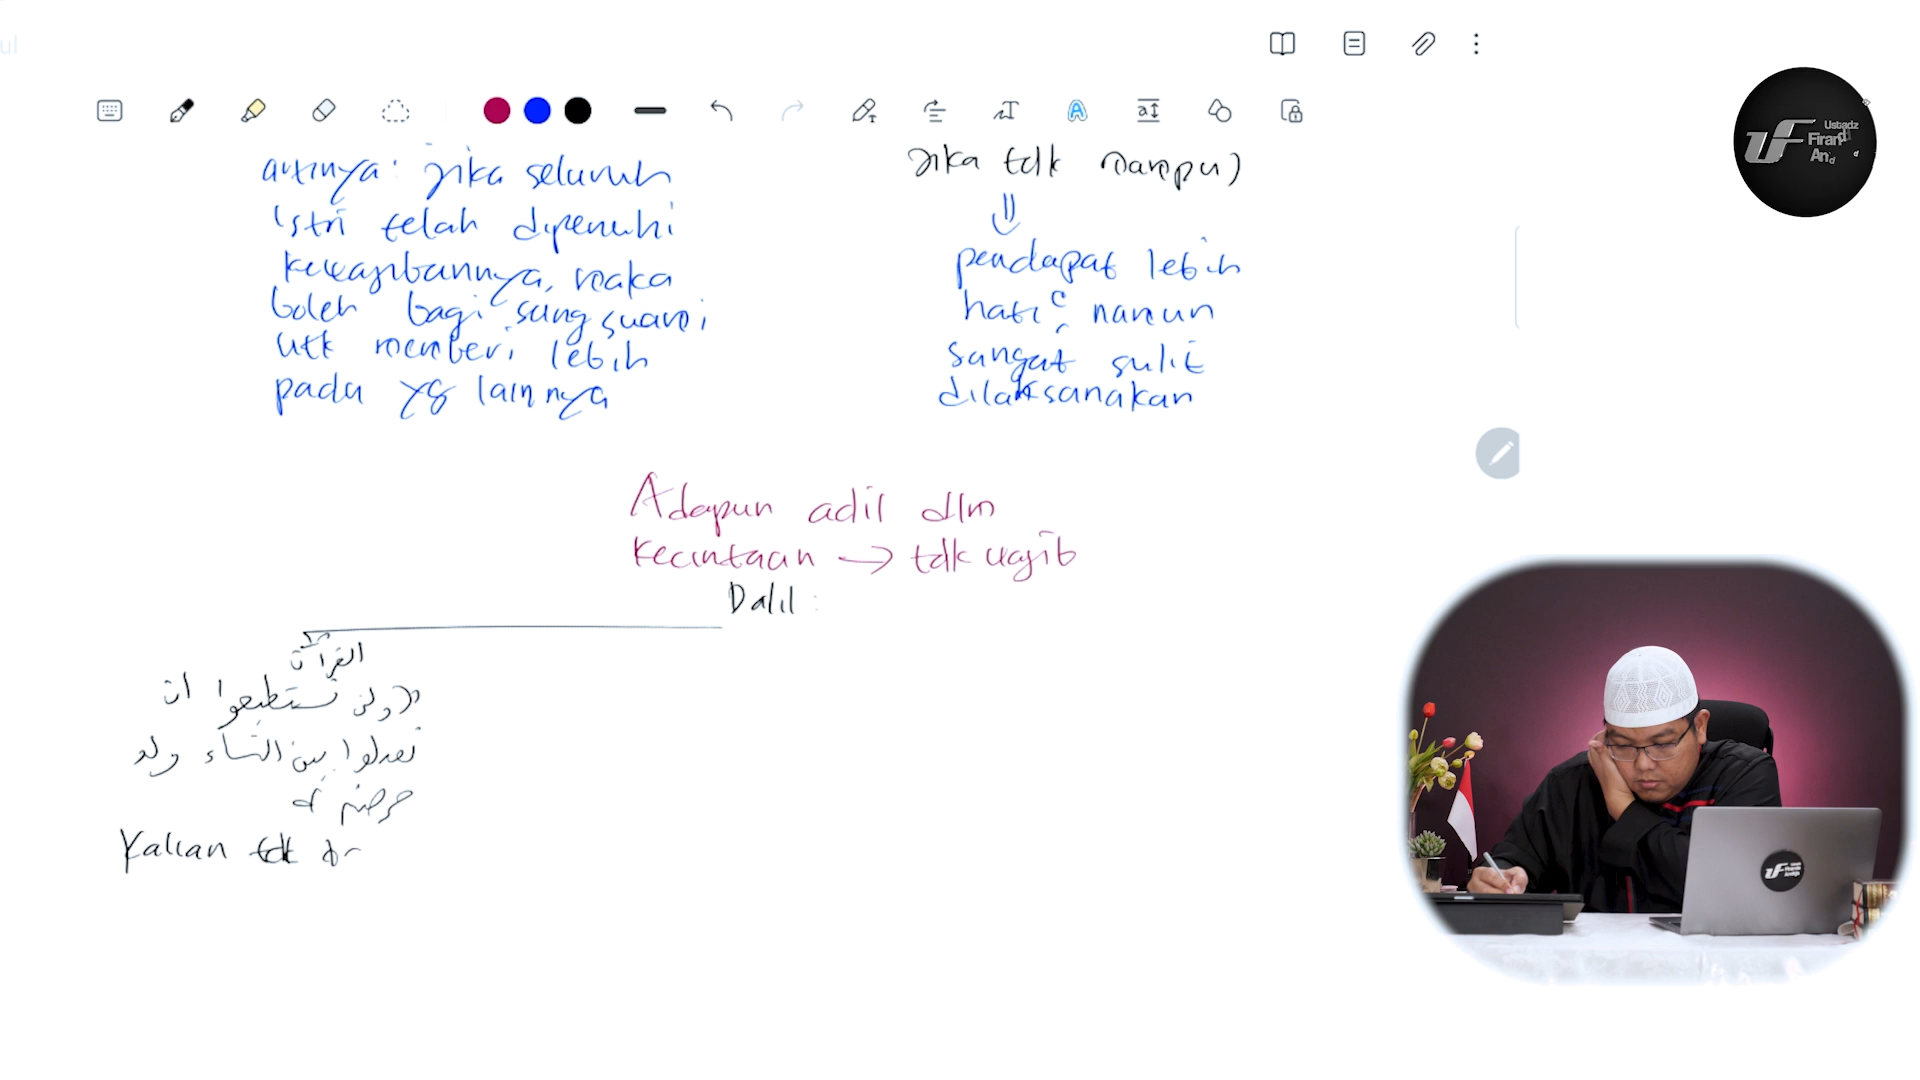 artinya: jika seluruh
istri telah dipenuhi
kewajibannya, maka
boleh bagi sang suami
utk memberi lebih
pada yg lainnya
jika tdk mampu)
⇓
pendapat lebih
hati², namun
sangat sulit
dilaksanakan
Adapun adil dlm
kecintaan → tdk wajib
Dalil :
القرآن
((ولن تستطيعوا ان
تعدلوا بين النساء ولو
حرصتم
Kalian tdk
Ustadz